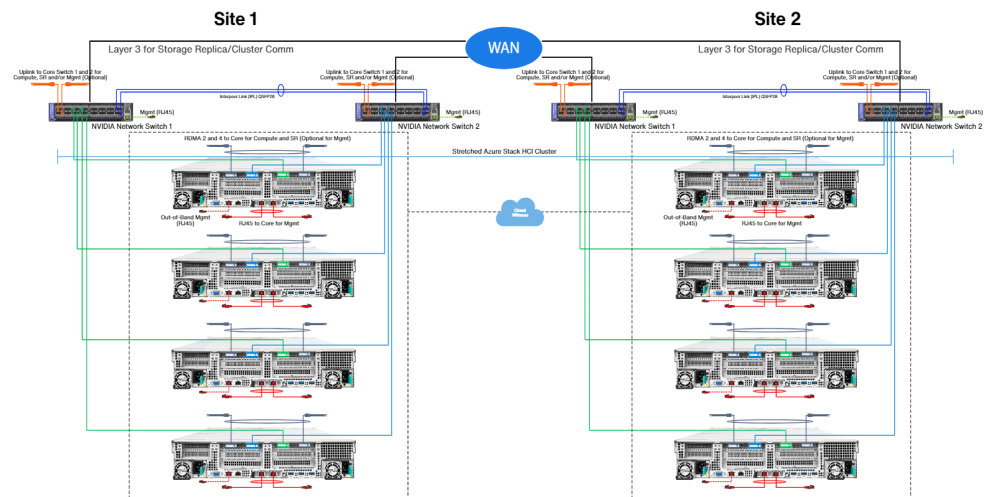 Site 1
Site 2
WAN
Layer 3 for Storage Replica/Cluster Comm
Layer 3 for Storage Replica/Cluster Comm
Uplink to Core Switch 1 and 2 for
Compute, SR and/or Mgmt (Optional)
Uplink to Core Switch 1 and 2 for
Compute, SR and/or Mgmt (Optional)
Uplink to Core Switch 1 and 2 for
Compute, SR and/or Mgmt (Optional)
Uplink to Core Switch 1 and 2 for
Compute, SR and/or Mgmt (Optional)
Mgmt (RJ45)
Mgmt (RJ45)
Mgmt (RJ45)
Mgmt (RJ45)
NVIDIA Network Switch 1
NVIDIA Network Switch 2
NVIDIA Network Switch 1
NVIDIA Network Switch 2
RDMA 2 and 4 to Core for Compute and SR (Optional for Mgmt)
RDMA 2 and 4 to Core for Compute and SR (Optional for Mgmt)
Stretched Azure Stack HCI Cluster
Cloud
Witness
Out-of-Band Mgmt
(RJ45)
RJ45 to Core for Mgmt
Out-of-Band Mgmt
(RJ45)
RJ45 to Core for Mgmt